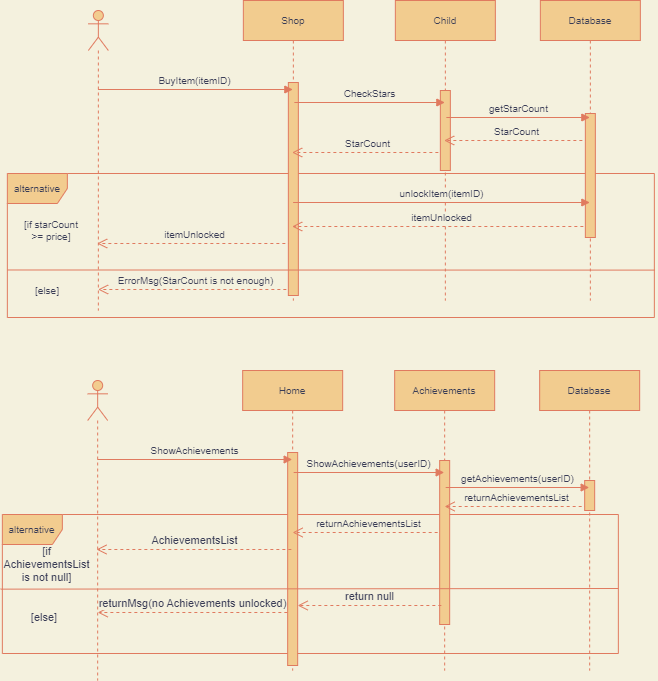 Shop
Child
Database
BuyItem(itemID)
CheckStars
getStarCount
StarCount
StarCount
alternative
unlockItem(itemID)
itemUnlocked
[if starCount
>= price]
itemUnlocked
ErrorMsg(StarCount is not enough)
[else]
Home
Achievements
Database
ShowAchievements
ShowAchievements(userID)
getAchievements(userID)
returnAchievementsList
alternative
returnAchievementsList
AchievementsList
[if
AchievementsList
is not null]
return null
returnMsg(no Achievements unlocked)
[else]